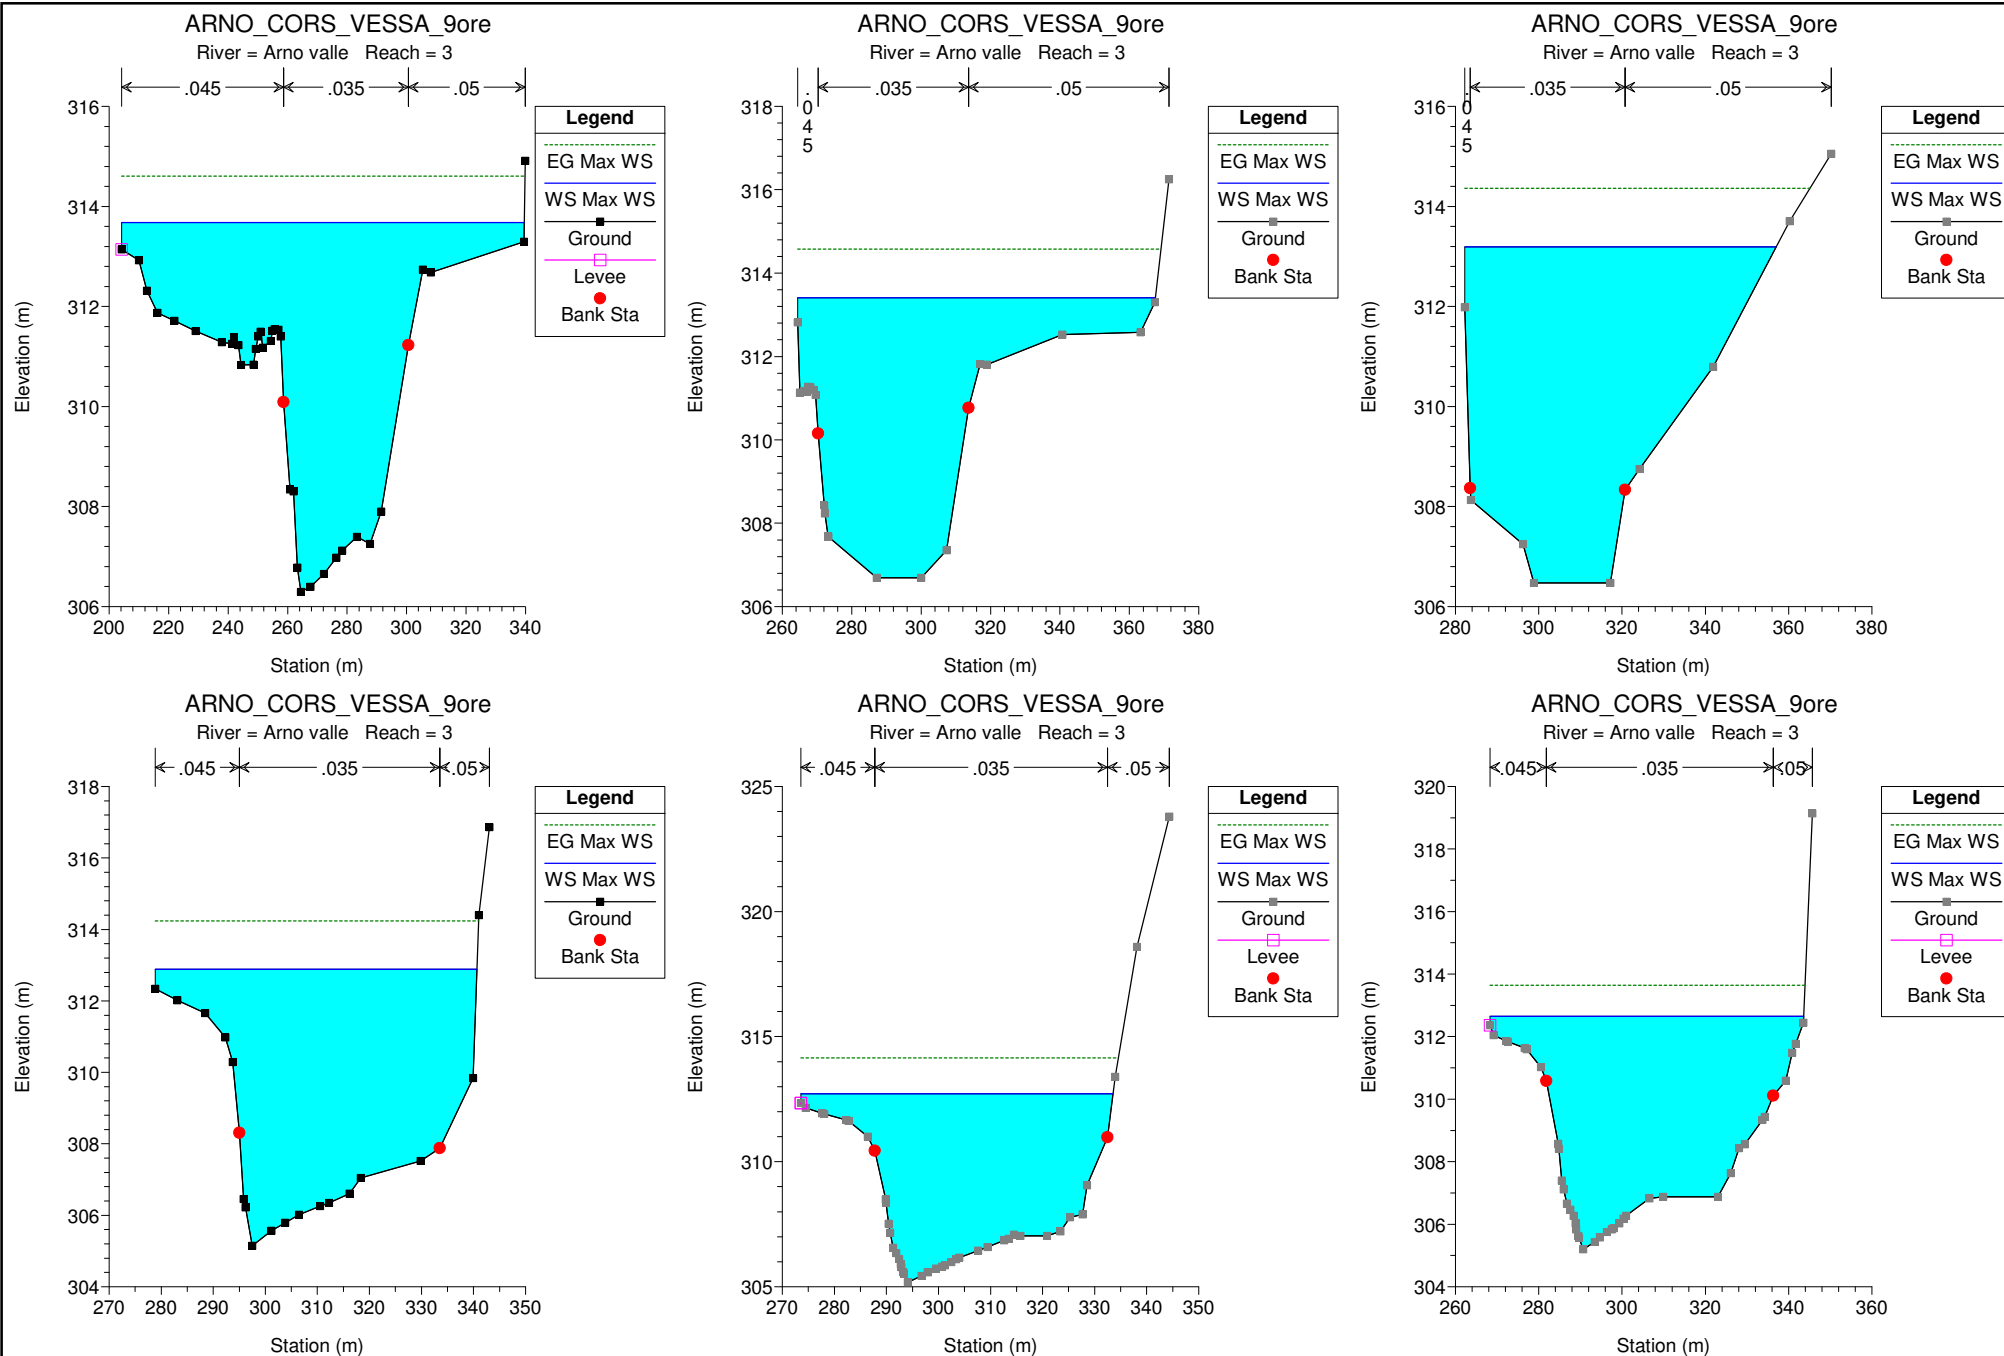 ARNO_CORS_VESSA_9ore
River = Arno valle Reach = 3
.045 .035 .05
316
314
312
310
308
306
200 220 240 260 280 300 320 340
Elevation (m)
Station (m)
Legend
EG Max WS
WS Max WS
Ground
Levee
Bank Sta
ARNO_CORS_VESSA_9ore
River = Arno valle Reach = 3
.045 .035 .05
318
316
314
312
310
308
306
260 280 300 320 340 360 380
Elevation (m)
Station (m)
Legend
EG Max WS
WS Max WS
Ground
Bank Sta
ARNO_CORS_VESSA_9ore
River = Arno valle Reach = 3
.045 .035 .05
316
314
312
310
308
306
280 300 320 340 360 380
Elevation (m)
Station (m)
Legend
EG Max WS
WS Max WS
Ground
Bank Sta
ARNO_CORS_VESSA_9ore
River = Arno valle Reach = 3
.045 .035 .05
318
316
314
312
310
308
306
304
270 280 290 300 310 320 330 340 350
Elevation (m)
Station (m)
Legend
EG Max WS
WS Max WS
Ground
Bank Sta
ARNO_CORS_VESSA_9ore
River = Arno valle Reach = 3
.045 .035 .05
325
320
315
310
305
270 280 290 300 310 320 330 340 350
Elevation (m)
Station (m)
Legend
EG Max WS
WS Max WS
Ground
Levee
Bank Sta
ARNO_CORS_VESSA_9ore
River = Arno valle Reach = 3
.045 .035 .05
320
318
316
314
312
310
308
306
304
260 280 300 320 340 360
Elevation (m)
Station (m)
Legend
EG Max WS
WS Max WS
Ground
Levee
Bank Sta